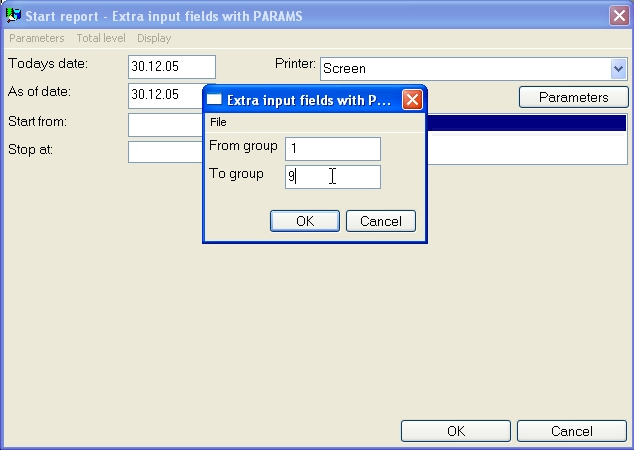 Start report - Extra input fields with PARAMS
Parameters Total level Display
Todays date: 30.12.05 Printer: Screen
As of date: 30.12.05 Parameters
Start from:
Stop at:
Extra input fields with P...
File
From group 1
To group 9
OK Cancel
OK Cancel